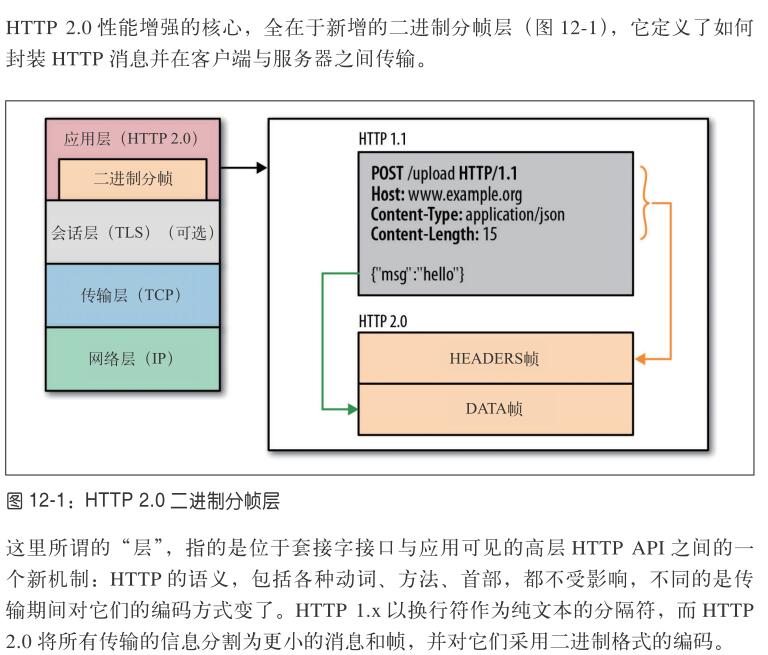 HTTP 2.0 性能增强的核心，全在于新增的二进制分帧层（图 12-1），它定义了如何
封装 HTTP 消息并在客户端与服务器之间传输。
应用层（HTTP 2.0）
二进制分帧
会话层（TLS）（可选）
传输层（TCP）
网络层（IP）
HTTP 1.1
POST /upload HTTP/1.1
Host: www.example.org
Content-Type: application/json
Content-Length: 15
{"msg":"hello"}
HTTP 2.0
HEADERS帧
DATA帧
图 12-1：HTTP 2.0 二进制分帧层
这里所谓的“层”，指的是位于套接字接口与应用可见的高层 HTTP API 之间的一
个新机制：HTTP 的语义，包括各种动词、方法、首部，都不受影响，不同的是传
输期间对它们的编码方式变了。HTTP 1.x 以换行符作为纯文本的分隔符，而 HTTP
2.0 将所有传输的信息分割为更小的消息和帧，并对它们采用二进制格式的编码。